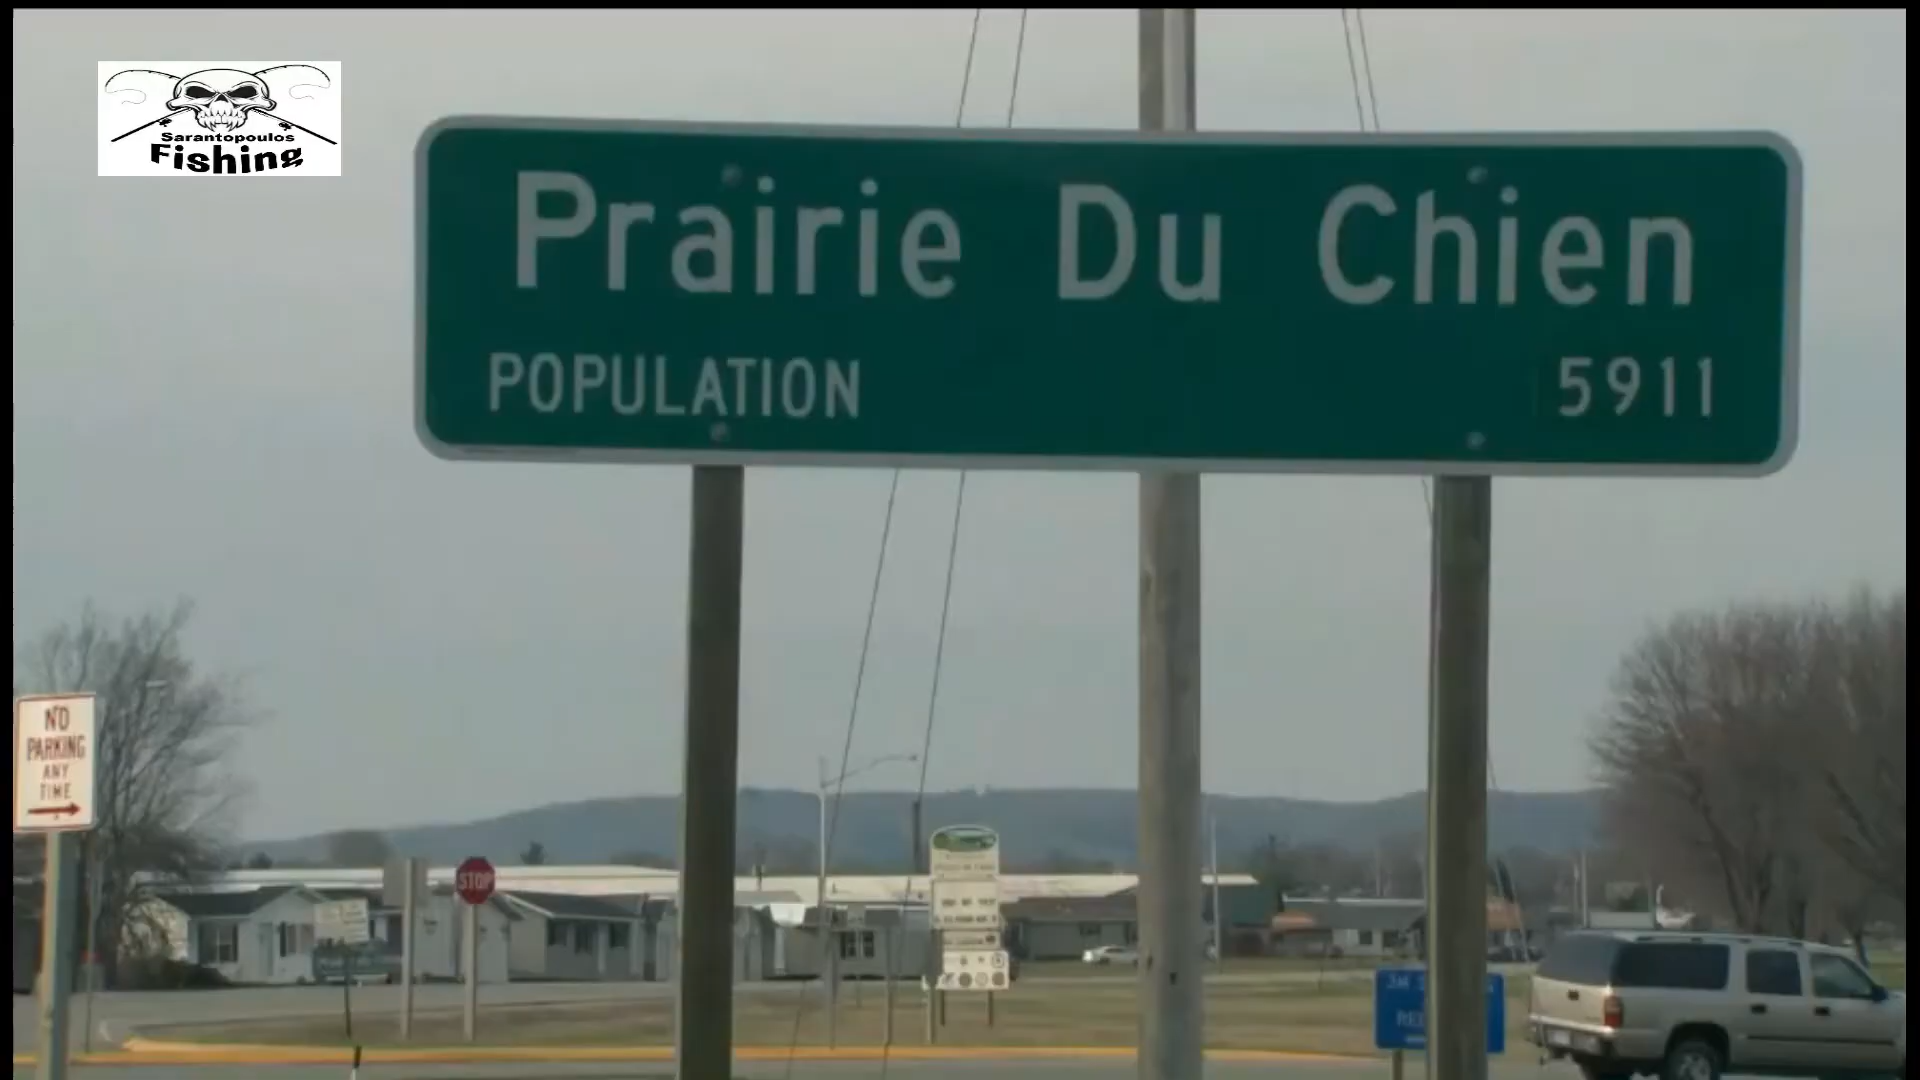 Sarantopoulos
Fishing
Prairie Du Chien
POPULATION 5911
NO
PARKING
ANY
TIME
STOP